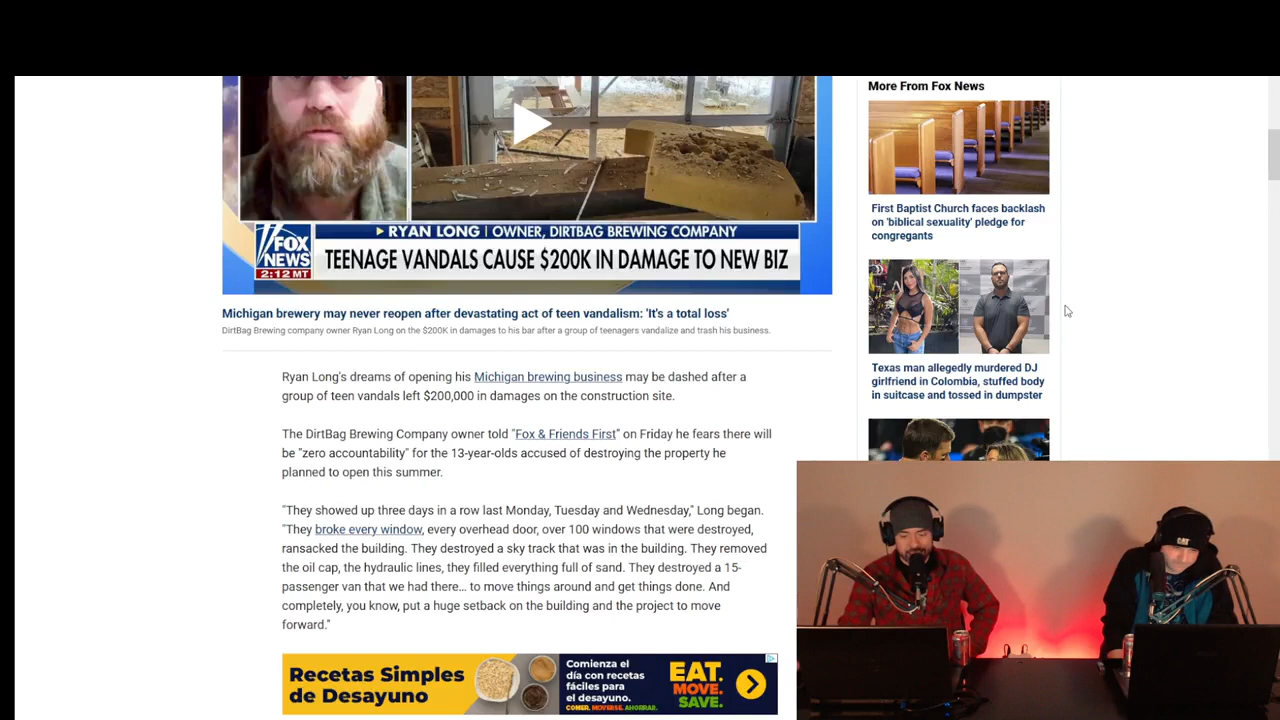 RYAN LONG | OWNER, DIRTBAG BREWING COMPANY
FOX
NEWS
2:12 MT
TEENAGE VANDALS CAUSE $200K IN DAMAGE TO NEW BIZ
Michigan brewery may never reopen after devastating act of teen vandalism: 'It's a total loss'
DirtBag Brewing company owner Ryan Long on the $200K in damages to his bar after a group of teenagers vandalize and trash his business.
Ryan Long's dreams of opening his Michigan brewing business may be dashed after a
group of teen vandals left $200,000 in damages on the construction site.
The DirtBag Brewing Company owner told "Fox & Friends First" on Friday he fears there will
be "zero accountability" for the 13-year-olds accused of destroying the property he
planned to open this summer.
"They showed up three days in a row last Monday, Tuesday and Wednesday," Long began.
"They broke every window, every overhead door, over 100 windows that were destroyed,
ransacked the building. They destroyed a sky track that was in the building. They removed
the oil cap, the hydraulic lines, they filled everything full of sand. They destroyed a 15-
passenger van that we had there... to move things around and get things done. And
completely, you know, put a huge setback on the building and the project to move
forward."
Recetas Simples
de Desayuno
Comienza el
día con recetas
fáciles para
el desayuno.
COMER. MOVERSE. AHORRAR.
EAT.
MOVE.
SAVE.
More From Fox News
First Baptist Church faces backlash
on 'biblical sexuality' pledge for
congregants
Texas man allegedly murdered DJ
girlfriend in Colombia, stuffed body
in suitcase and tossed in dumpster
CAT